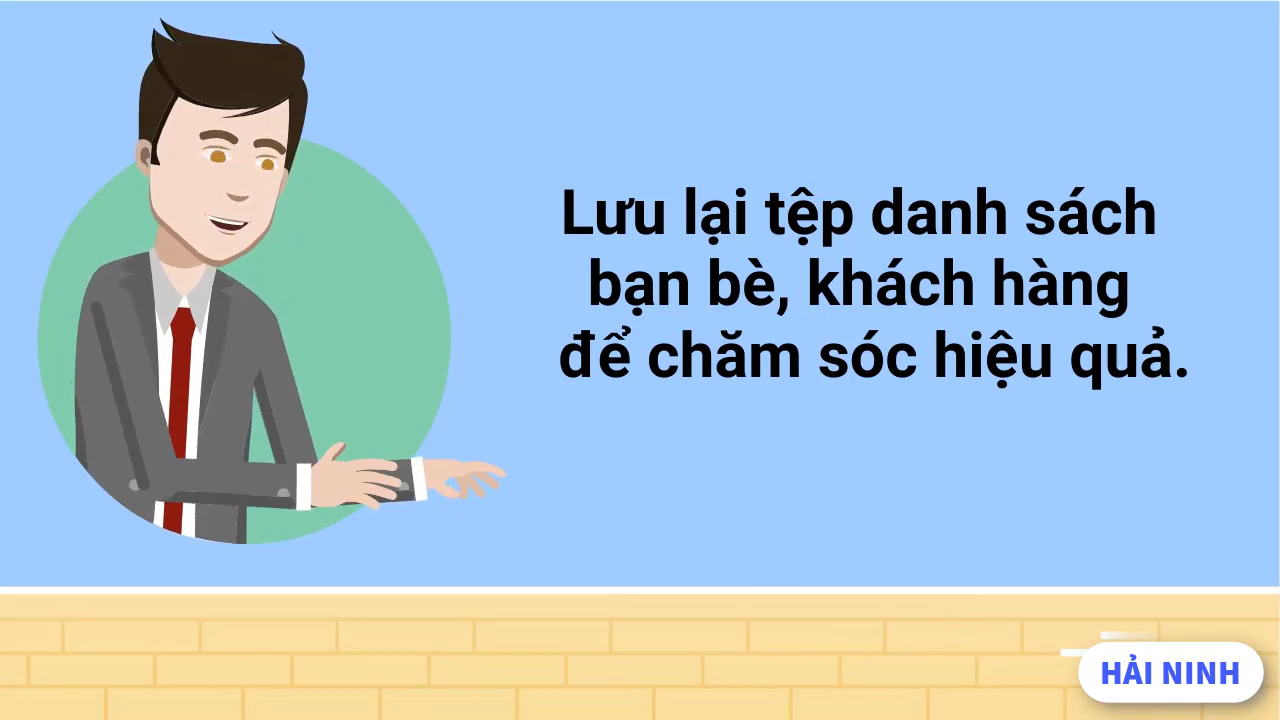 Lưu lại tệp danh sách
bạn bè, khách hàng
để chăm sóc hiệu quả.
HẢI NINH